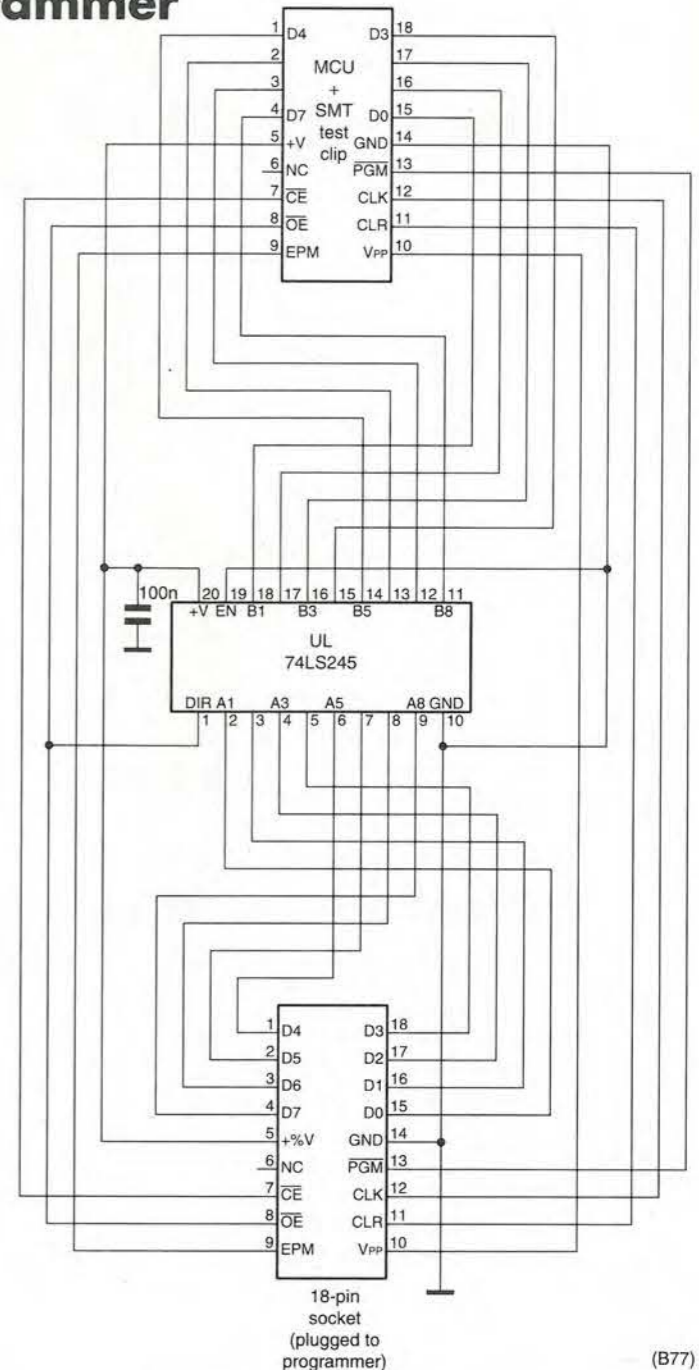 ammer
1 D4 D3 18
2 17
MCU
3 16
+
4 D7 SMT D0 15
test
5 +V GND 14
clip
6 NC PGM 13
7 CE CLK 12
8 OE CLR 11
9 EPM VPP 10
100n
20 19 18 17 16 15 14 13 12 11
+V EN B1 B3 B5 B8
UL
74LS245
DIR A1 A3 A5 A8 GND
1 2 3 4 5 6 7 8 9 10
1 D4 D3 18
2 D5 D2 17
3 D6 D1 16
4 D7 D0 15
5 +%V GND 14
6 NC PGM 13
7 CE CLK 12
8 OE CLR 11
9 EPM VPP 10
18-pin
socket
(plugged to
programmer)
(B77)